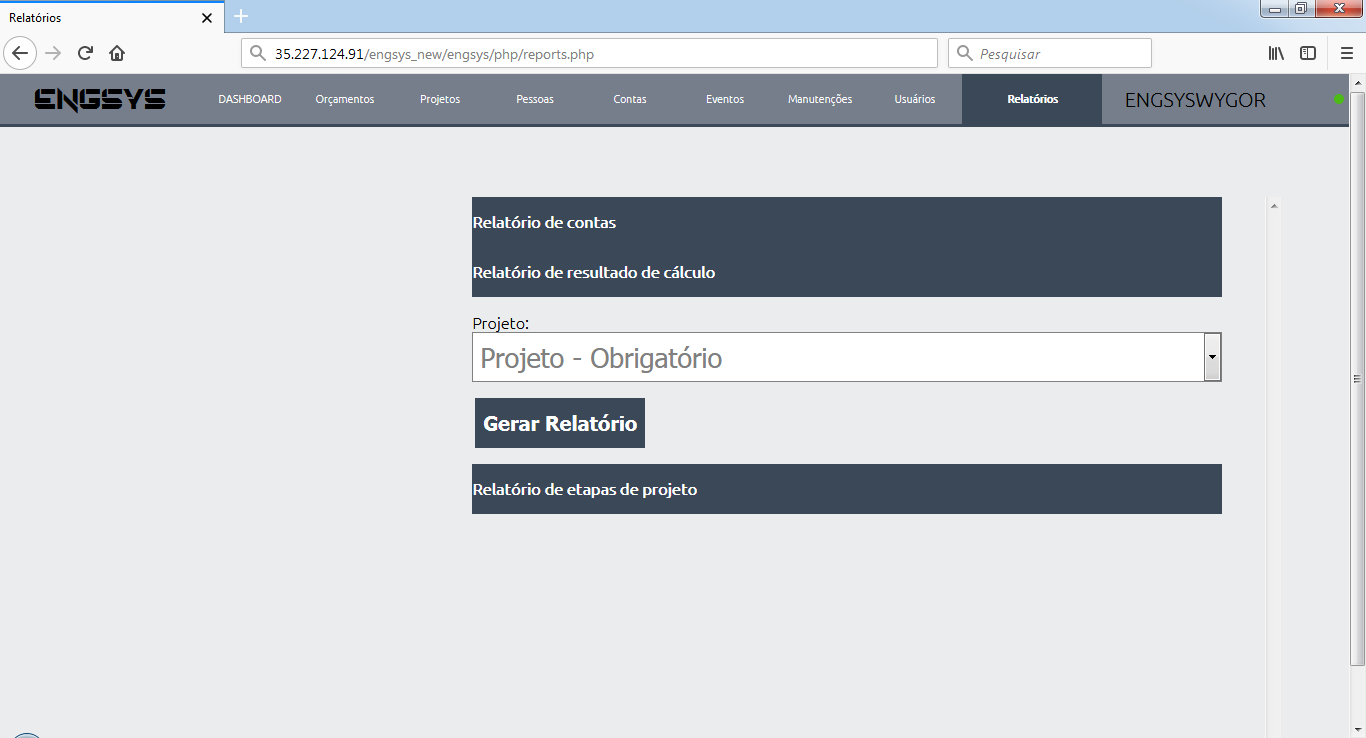 Relatórios
35.227.124.91/engsys_new/engsys/php/reports.php
Pesquisar
ENGSYS
DASHBOARD
Orçamentos
Projetos
Pessoas
Contas
Eventos
Manutenções
Usuários
Relatórios
ENGSYSWYGOR
Relatório de contas
Relatório de resultado de cálculo
Projeto:
Projeto - Obrigatório
Gerar Relatório
Relatório de etapas de projeto